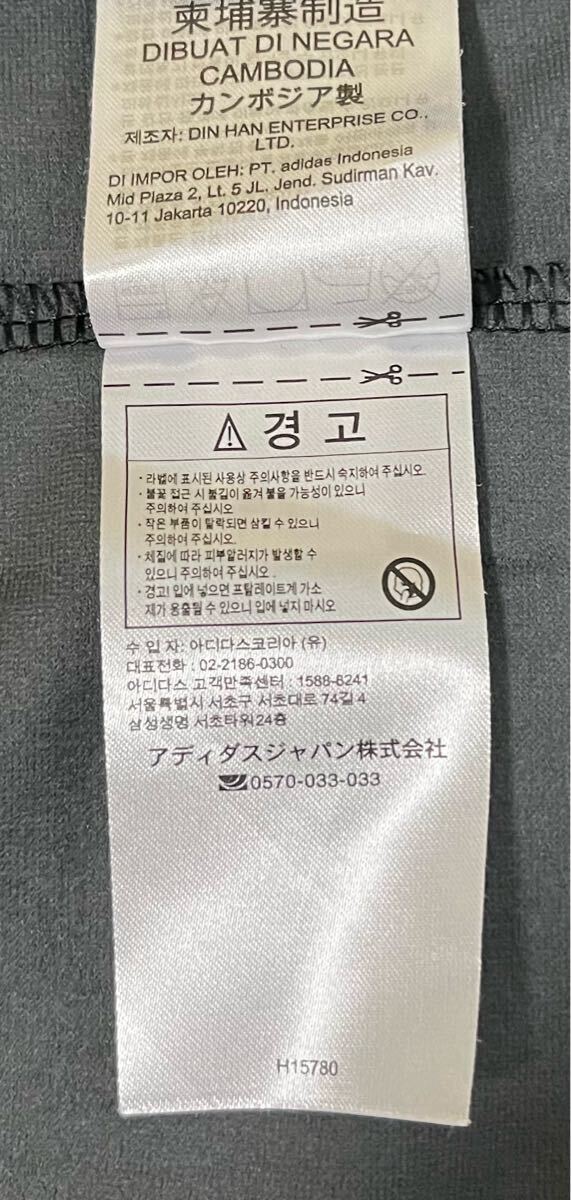 柬埔寨制造
DIBUAT DI NEGARA
CAMBODIA
カンボジア製
제조자: DIN HAN ENTERPRISE CO.,
LTD.
DI IMPOR OLEH: PT. adidas Indonesia
Mid Plaza 2, Lt. 5 JL. Jend. Sudirman Kav.
10-11 Jakarta 10220, Indonesia
경고
· 라벨에 표시된 사용상 주의사항을 반드시 숙지하여 주십시오.
· 불꽃 접근 시 불길이 옮겨 붙을 가능성이 있으니
주의하여 주십시오
· 작은 부품이 탈락되면 삼킬 수 있으니
주의하여 주십시오.
· 체질에 따라 피부알러지가 발생할 수
있으니 주의하여 주십시오.
· 경고! 입에 넣으면 프탈레이트계 가소
제가 용출될 수 있으니 입에 넣지 마시오
수 입 자: 아디다스코리아 (유)
대표전화 : 02-2186-0300
아디다스 고객만족센터 : 1588-8241
서울특별시 서초구 서초대로 74길 4
삼성생명 서초타워 24층
アディダスジャパン株式会社
0570-033-033
H15780